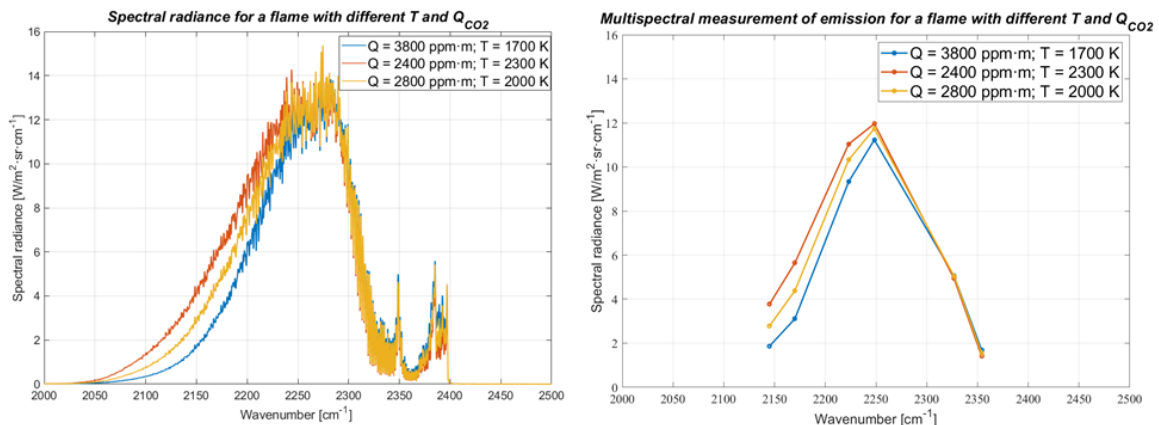 Spectral radiance for a flame with different T and Q_CO2
16
14
12
10
8
6
4
2
0
Spectral radiance [W/m²·sr·cm⁻¹]
Q = 3800 ppm·m; T = 1700 K
Q = 2400 ppm·m; T = 2300 K
Q = 2800 ppm·m; T = 2000 K
2000 2050 2100 2150 2200 2250 2300 2350 2400 2450 2500
Wavenumber [cm⁻¹]
Multispectral measurement of emission for a flame with different T and Q_CO2
16
14
12
10
8
6
4
2
0
Spectral radiance [W/m²·sr·cm⁻¹]
Q = 3800 ppm·m; T = 1700 K
Q = 2400 ppm·m; T = 2300 K
Q = 2800 ppm·m; T = 2000 K
2000 2050 2100 2150 2200 2250 2300 2350 2400 2450 2500
Wavenumber [cm⁻¹]